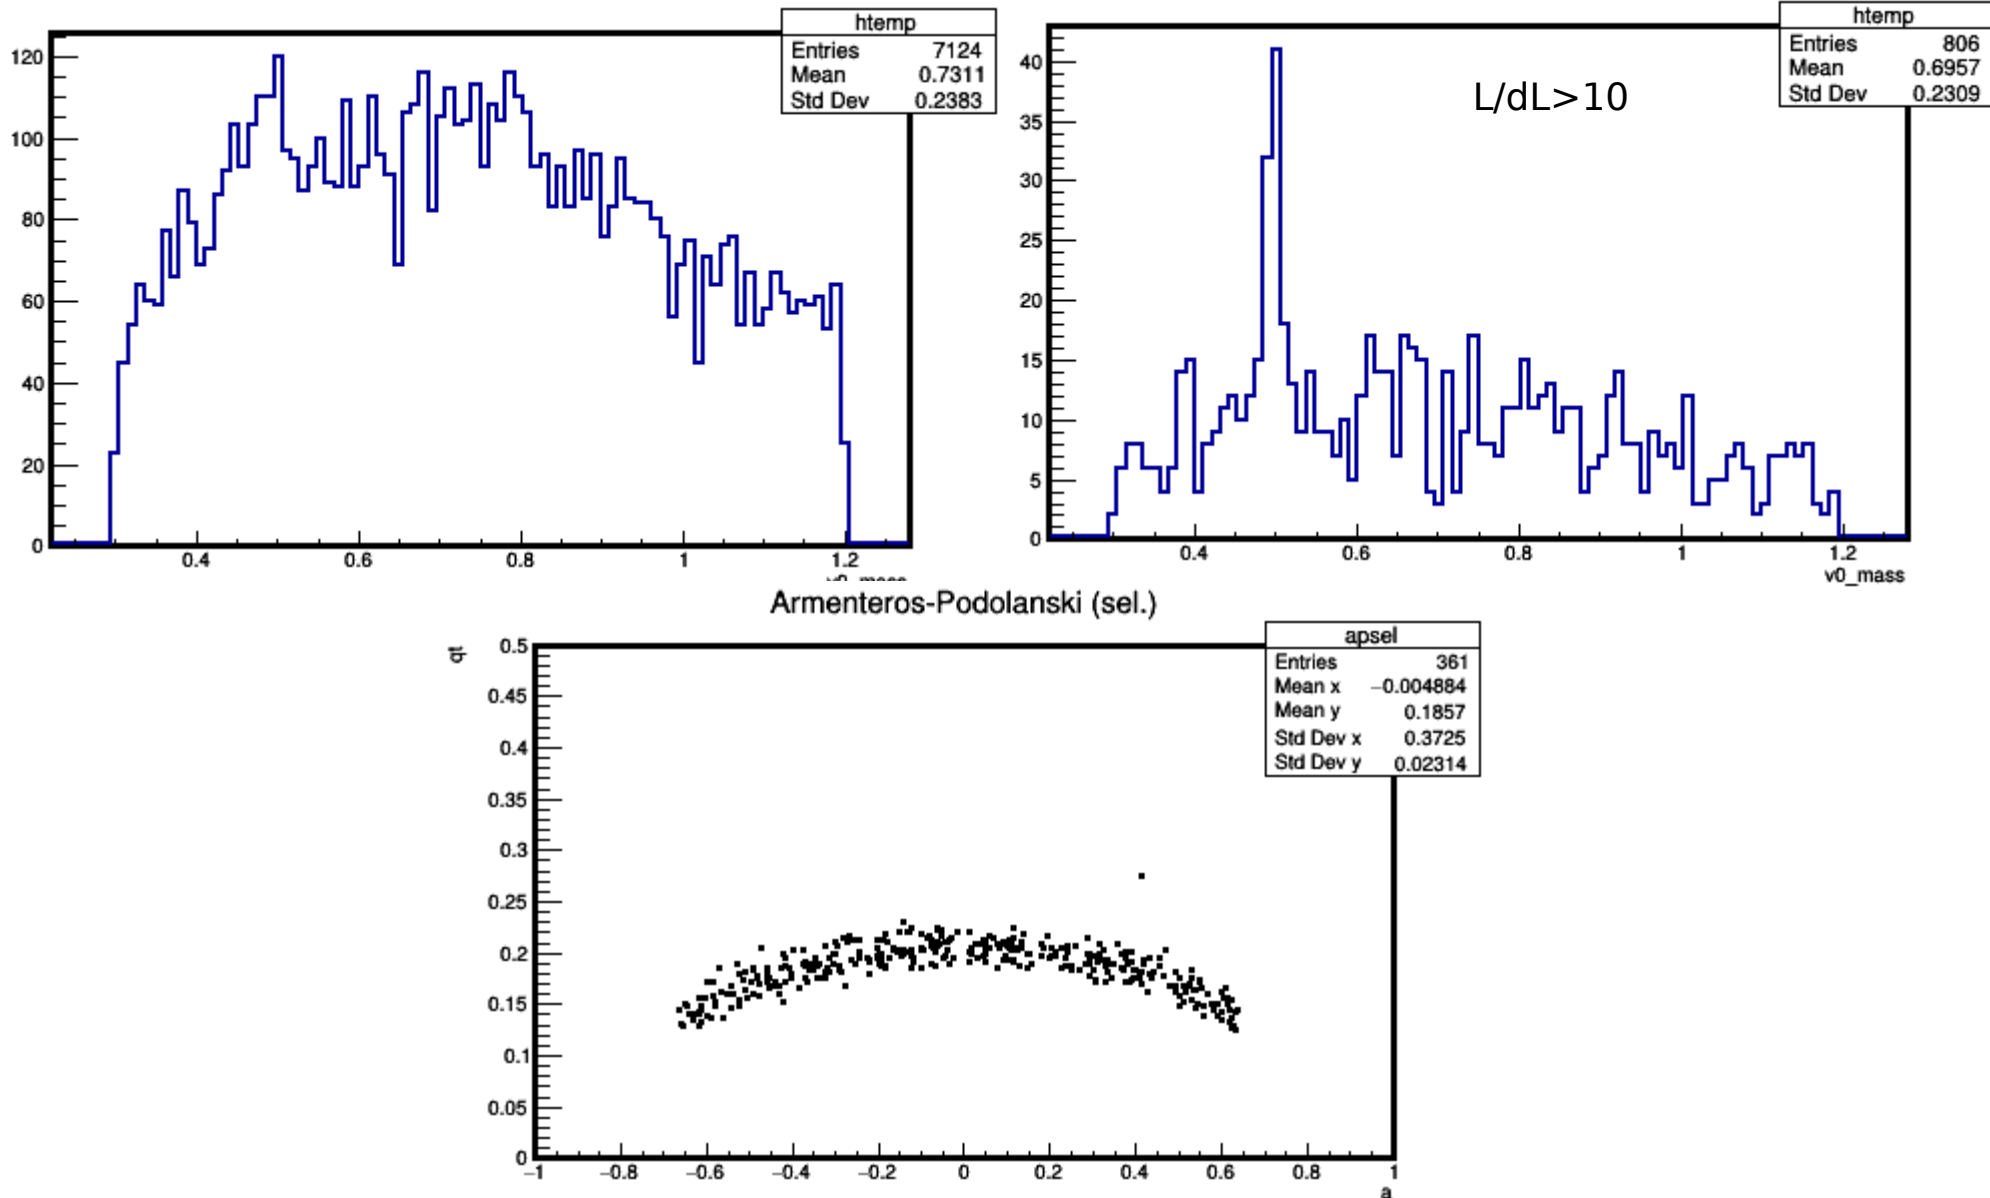 htemp
Entries 7124
Mean 0.7311
Std Dev 0.2383
120
100
80
60
40
20
0
0.4 0.6 0.8 1 1.2
v0_mass
htemp
Entries 806
Mean 0.6957
Std Dev 0.2309
L/dL>10
40
35
30
25
20
15
10
5
0
0.4 0.6 0.8 1 1.2
v0_mass
Armenteros-Podolanski (sel.)
apsel
Entries 361
Mean x −0.004884
Mean y 0.1857
Std Dev x 0.3725
Std Dev y 0.02314
qt
0.5
0.45
0.4
0.35
0.3
0.25
0.2
0.15
0.1
0.05
0
−1 −0.8 −0.6 −0.4 −0.2 0 0.2 0.4 0.6 0.8 1
a